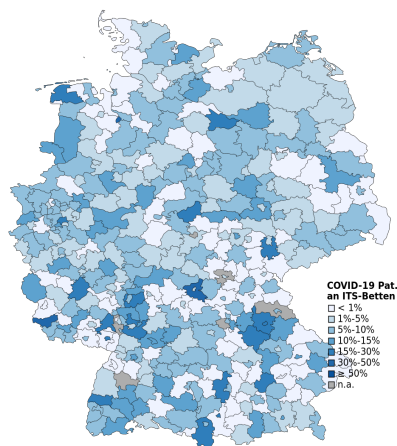 COVID-19 Pat.
an ITS-Betten
< 1%
1%-5%
5%-10%
10%-15%
15%-30%
30%-50%
≥ 50%
n.a.